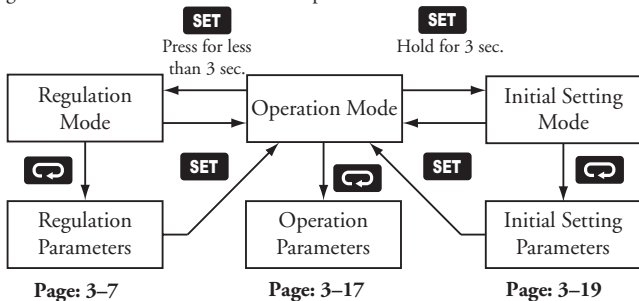 SET
Press for less
than 3 sec.
SET
Hold for 3 sec.
Regulation
Mode
Operation Mode
Initial Setting
Mode
SET
SET
Regulation
Parameters
Operation
Parameters
Initial Setting
Parameters
Page: 3–7
Page: 3–17
Page: 3–19